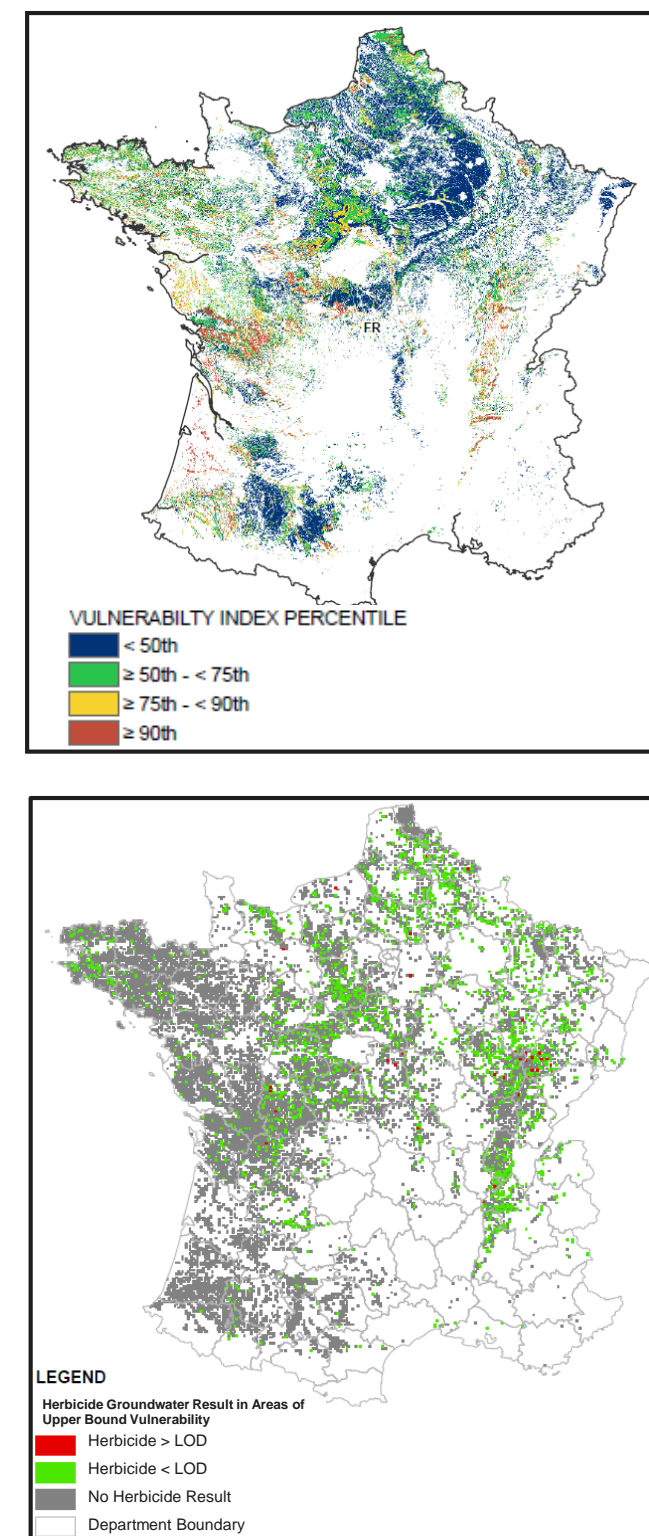 FR
VULNERABILTY INDEX PERCENTILE
< 50th
≥ 50th - < 75th
≥ 75th - < 90th
≥ 90th
LEGEND
Herbicide Groundwater Result in Areas of
Upper Bound Vulnerability
Herbicide > LOD
Herbicide < LOD
No Herbicide Result
Department Boundary